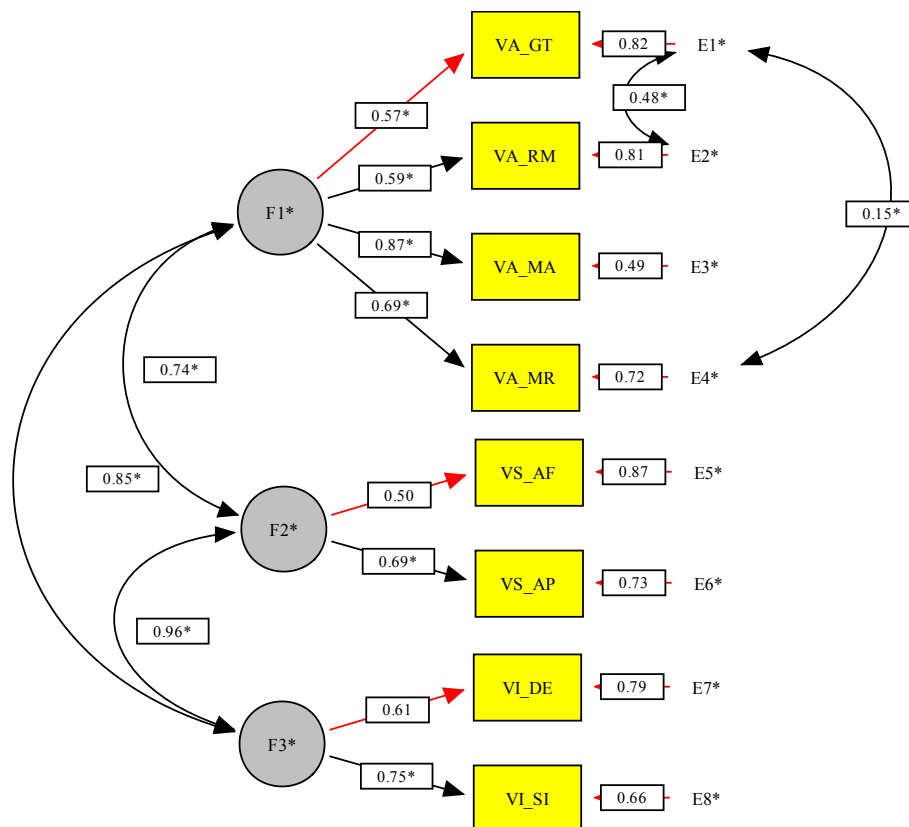 VA_GT
0.82
E1*
0.57*
0.48*
VA_RM
0.81
E2*
0.59*
F1*
0.15*
0.87*
VA_MA
0.49
E3*
0.69*
0.74*
VA_MR
0.72
E4*
0.85*
VS_AF
0.87
E5*
0.50
F2*
0.69*
VS_AP
0.73
E6*
0.96*
VI_DE
0.79
E7*
0.61
F3*
0.75*
VI_SI
0.66
E8*